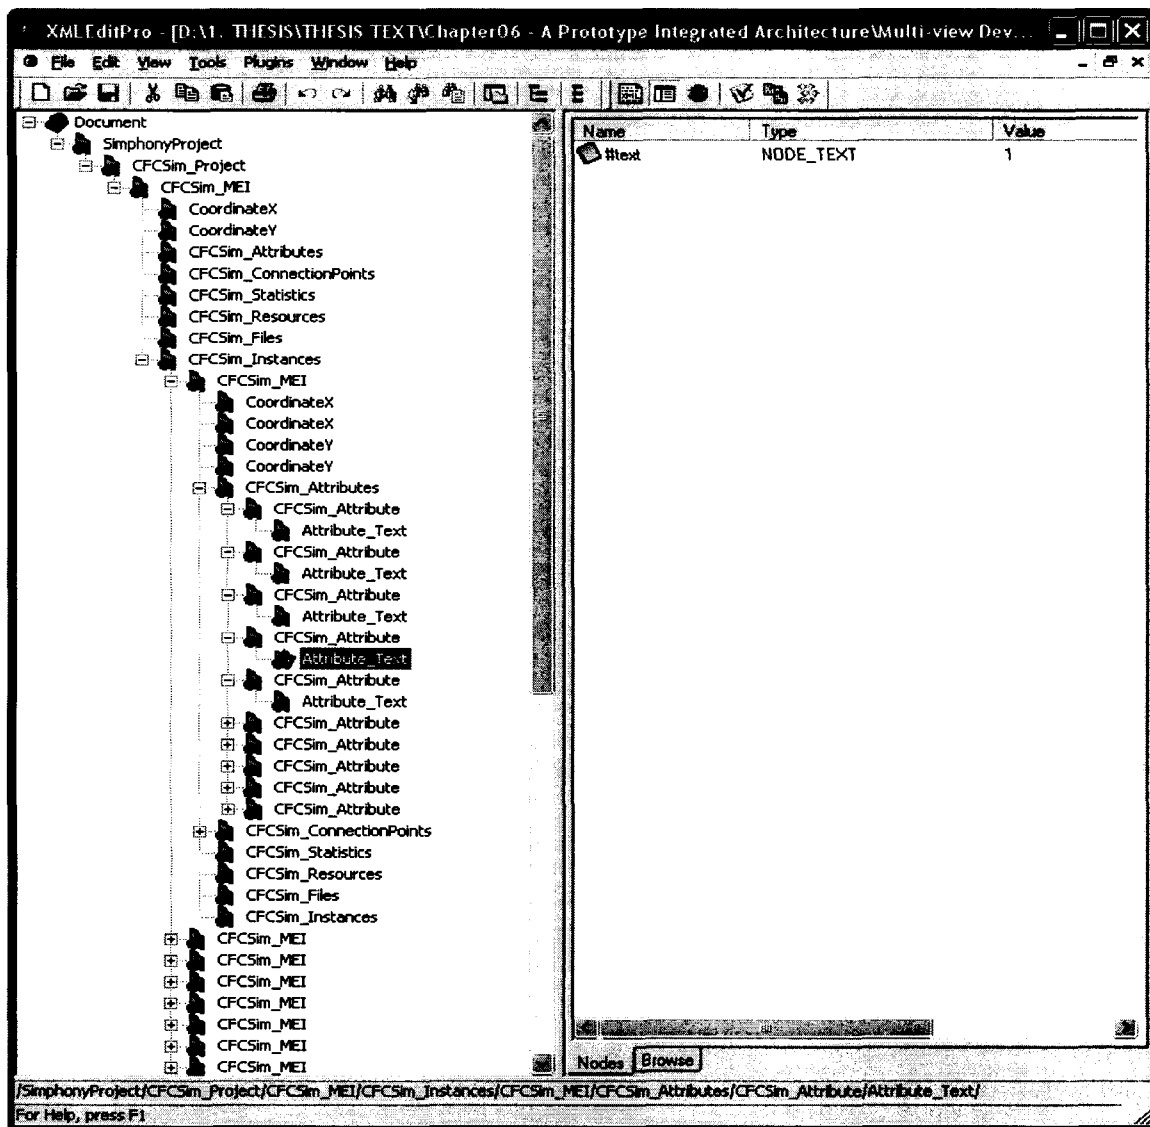 XMLEditPro - [D:\1. THESIS\THESIS TEXT\Chapter06 - A Prototype Integrated Architecture\Multi-view Dev...
File Edit View Tools Plugins Window Help
Document
SimphonyProject
CFCSim_Project
CFCSim_MEI
CoordinateX
CoordinateY
CFCSim_Attributes
CFCSim_ConnectionPoints
CFCSim_Statistics
CFCSim_Resources
CFCSim_Files
CFCSim_Instances
CFCSim_MEI
CoordinateX
CoordinateX
CoordinateY
CoordinateY
CFCSim_Attributes
CFCSim_Attribute
Attribute_Text
CFCSim_Attribute
Attribute_Text
CFCSim_Attribute
Attribute_Text
CFCSim_Attribute
Attribute_Text
CFCSim_Attribute
Attribute_Text
CFCSim_Attribute
CFCSim_Attribute
CFCSim_Attribute
CFCSim_Attribute
CFCSim_Attribute
CFCSim_ConnectionPoints
CFCSim_Statistics
CFCSim_Resources
CFCSim_Files
CFCSim_Instances
CFCSim_MEI
CFCSim_MEI
CFCSim_MEI
CFCSim_MEI
CFCSim_MEI
CFCSim_MEI
CFCSim_MEI
Name Type Value
#text NODE_TEXT 1
Nodes Browse
/SimphonyProject/CFCSim_Project/CFCSim_MEI/CFCSim_Instances/CFCSim_MEI/CFCSim_Attributes/CFCSim_Attribute/Attribute_Text/
For Help, press F1